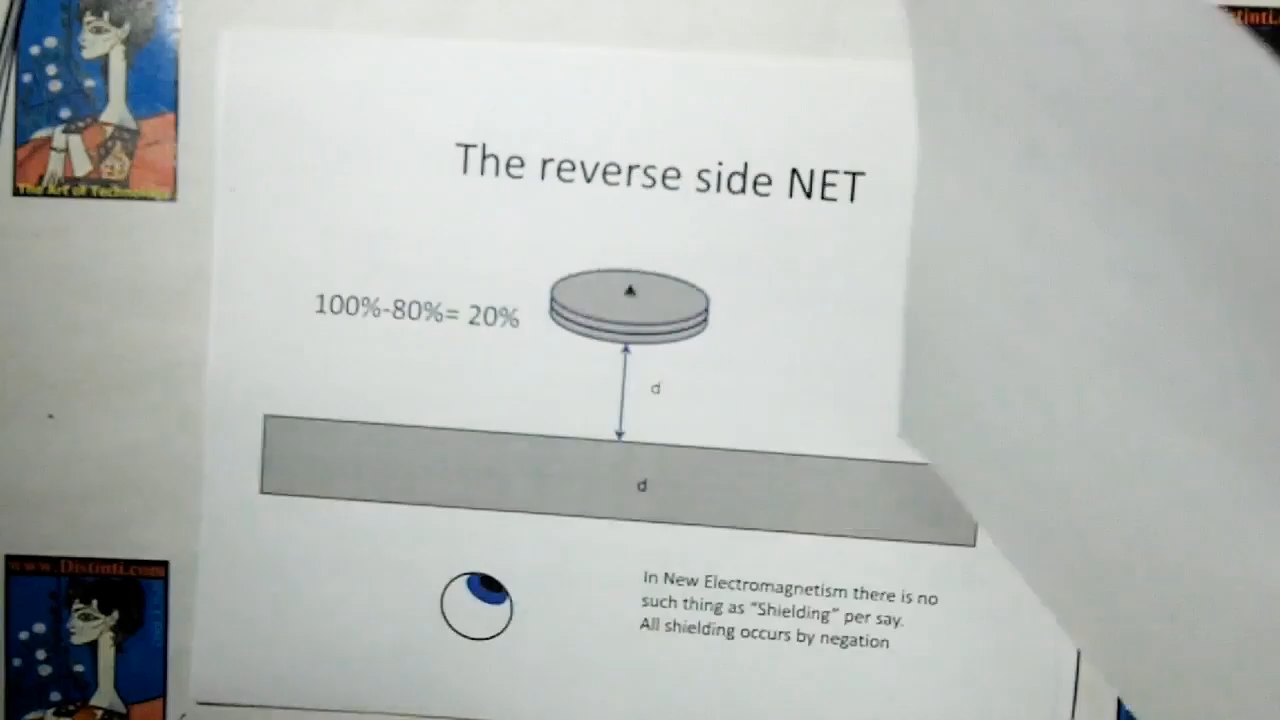 tinti.
The Art of Technology
The reverse side NET
100%-80%= 20%
d
d
www.Distinti.com
In New Electromagnetism there is no
such thing as "Shielding" per say.
All shielding occurs by negation